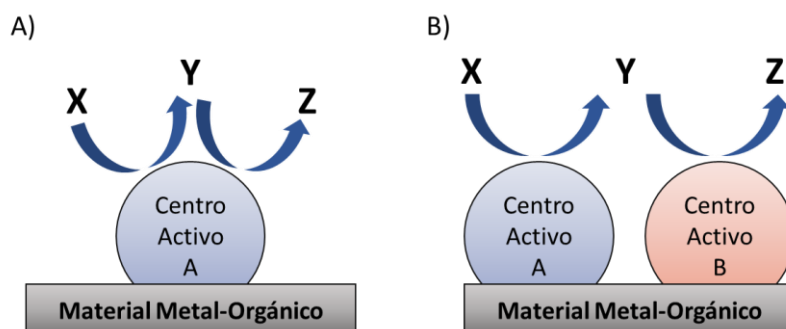 A)
X
Y
Z
Centro
Activo
A
Material Metal-Orgánico
B)
X
Y
Z
Centro
Activo
A
Centro
Activo
B
Material Metal-Orgánico